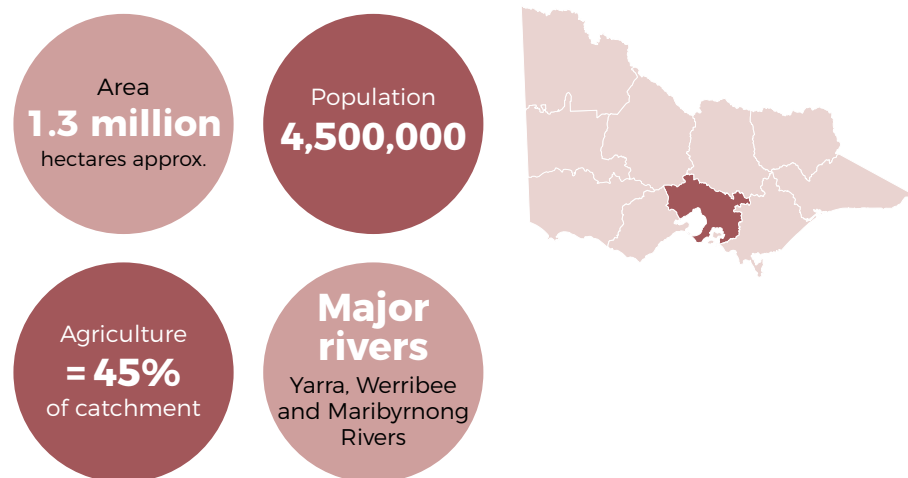 Area
1.3 million
hectares approx.
Population
4,500,000
Agriculture
= 45%
of catchment
Major
rivers
Yarra, Werribee
and Maribyrnong
Rivers